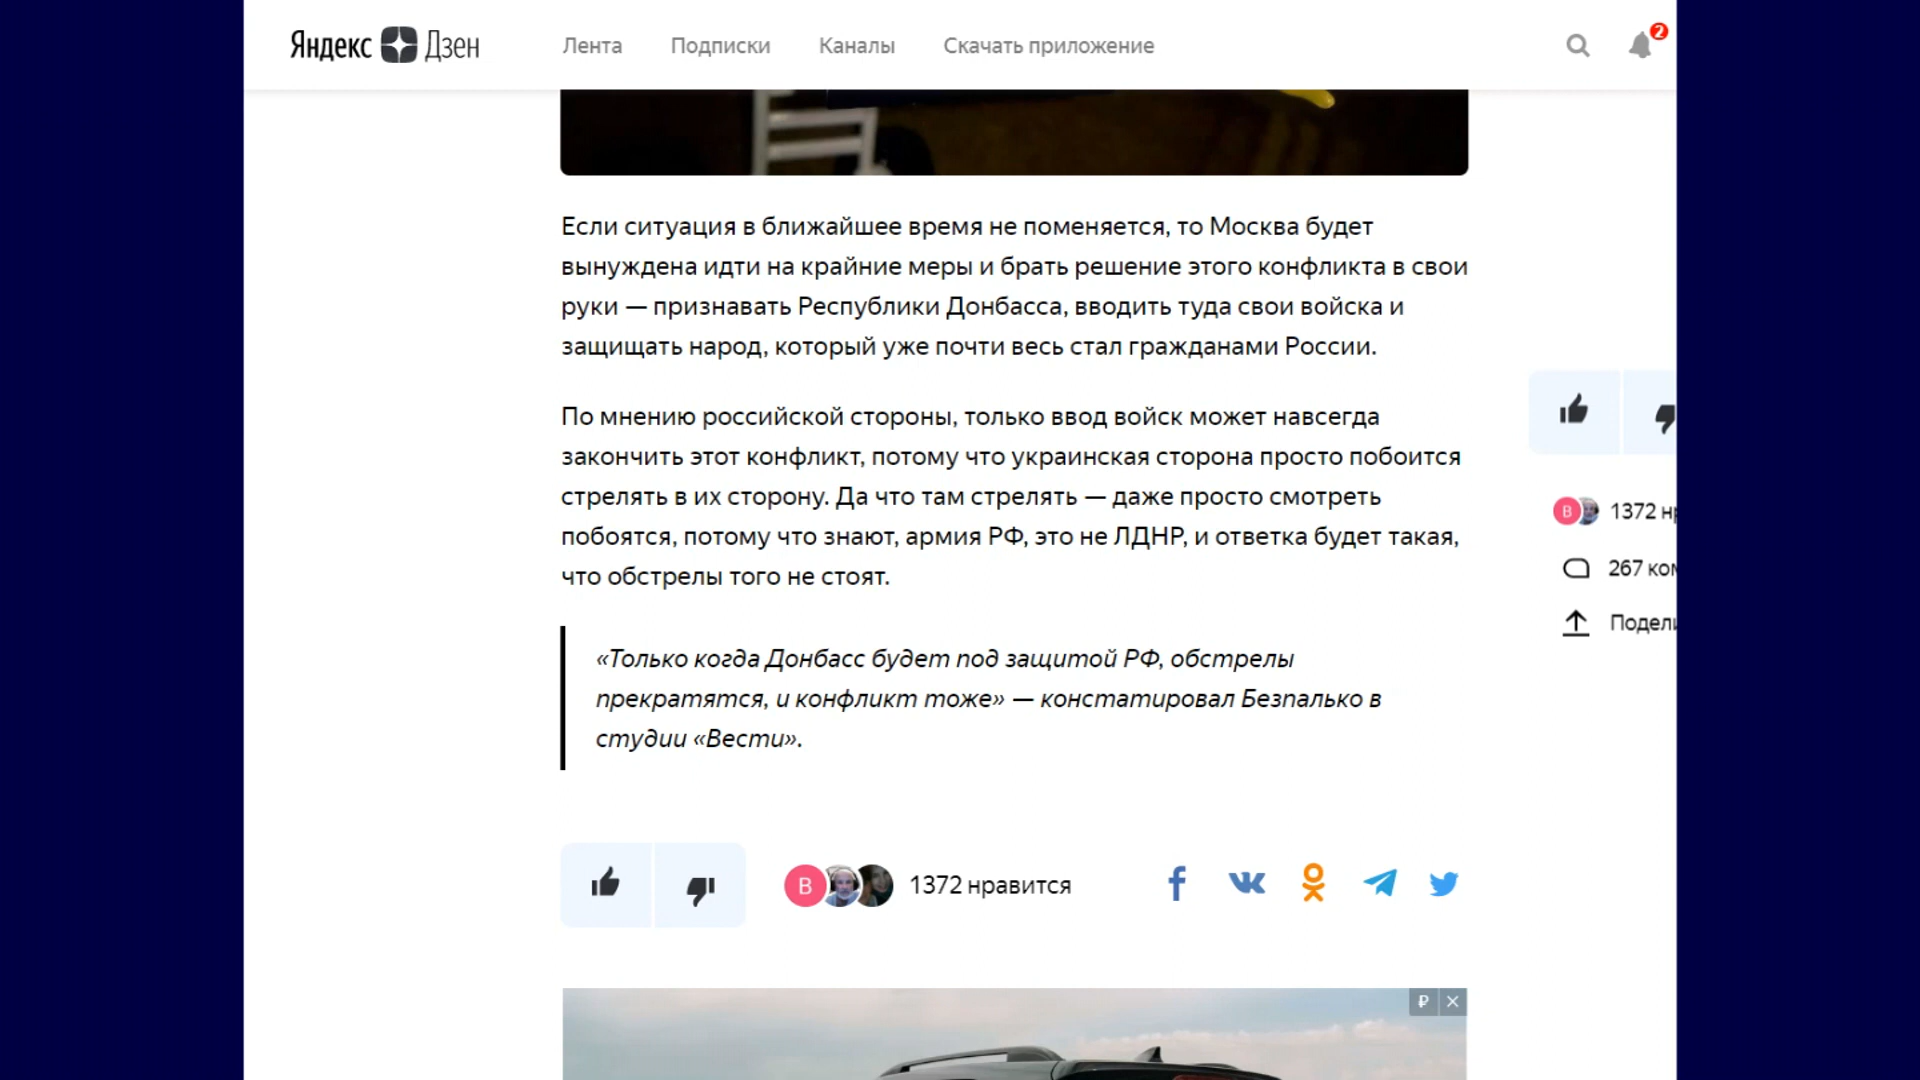 Яндекс Дзен
Лента Подписки Каналы Скачать приложение
2
Если ситуация в ближайшее время не поменяется, то Москва будет
вынуждена идти на крайние меры и брать решение этого конфликта в свои
руки — признавать Республики Донбасса, вводить туда свои войска и
защищать народ, который уже почти весь стал гражданами России.
По мнению российской стороны, только ввод войск может навсегда
закончить этот конфликт, потому что украинская сторона просто побоится
стрелять в их сторону. Да что там стрелять — даже просто смотреть
побоятся, потому что знают, армия РФ, это не ЛДНР, и ответка будет такая,
что обстрелы того не стоят.
«Только когда Донбасс будет под защитой РФ, обстрелы
прекратятся, и конфликт тоже» — констатировал Безпалько в
студии «Вести».
В 1372 нравится
В 1372
267
₽